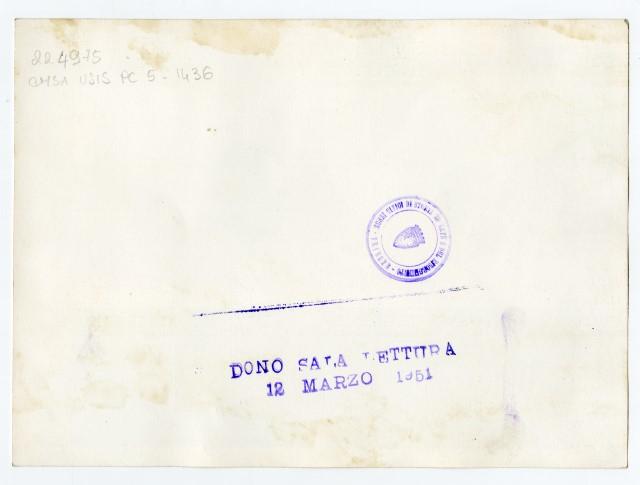 224975
CMSA USIS PC 5 - 1436
DONO SALA LETTURA
12 MARZO 1951